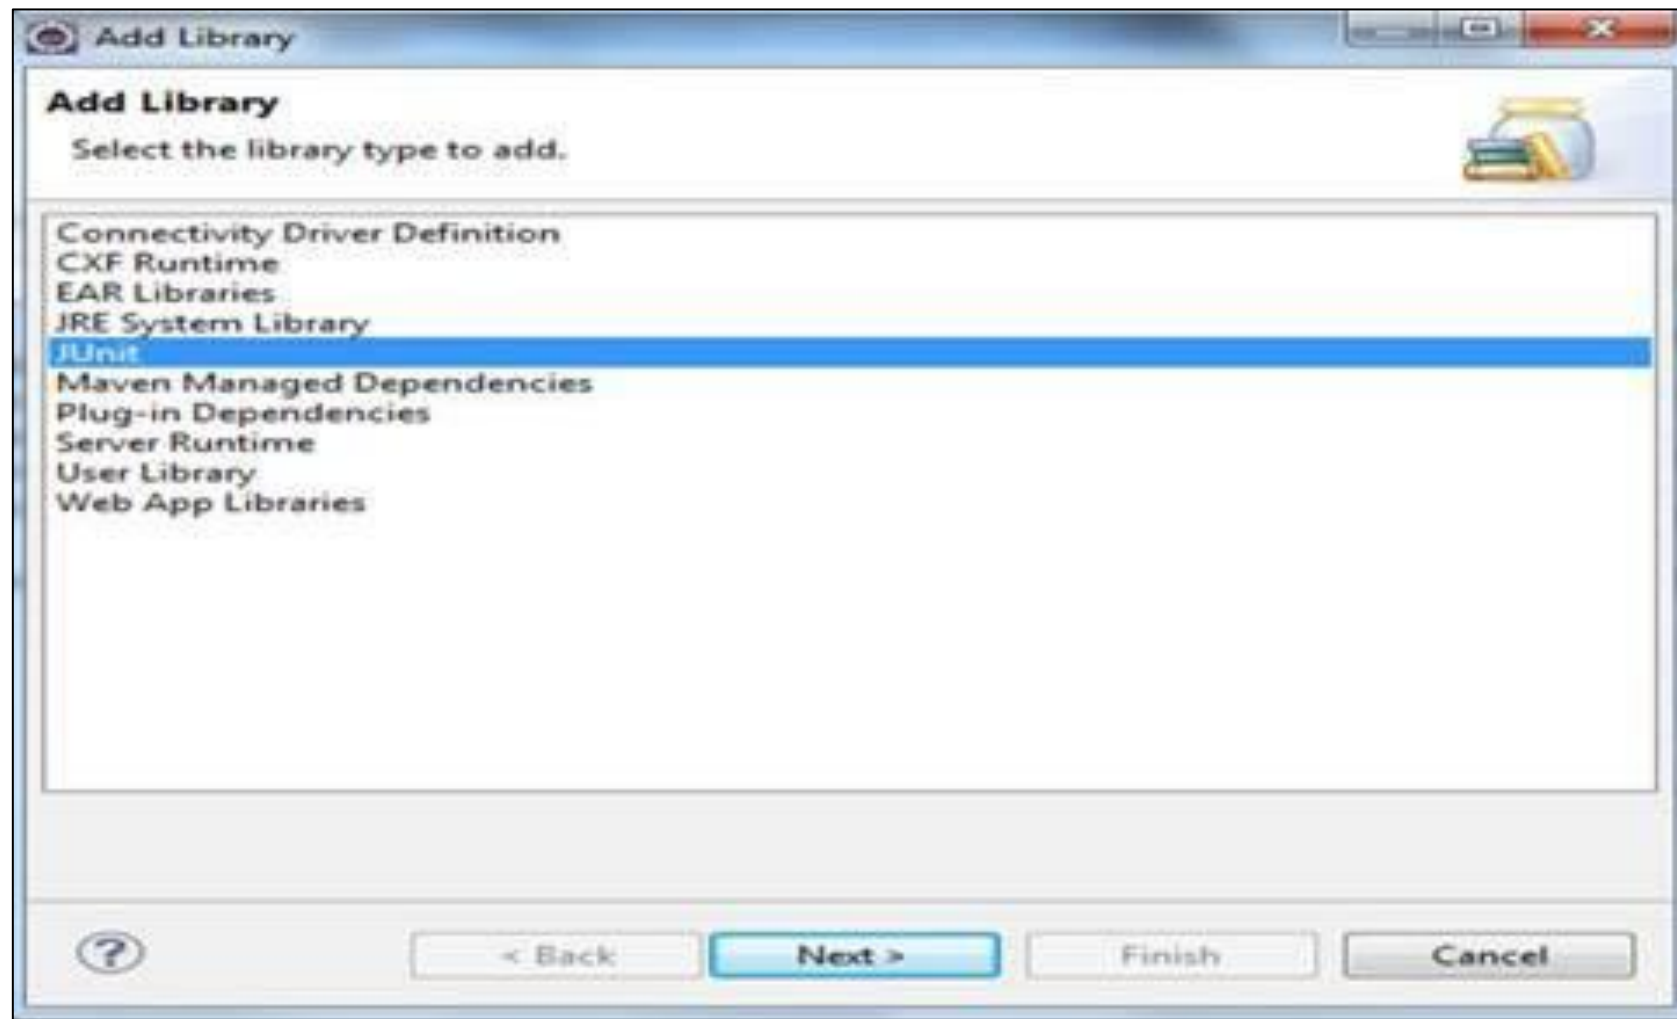 Add Library
Add Library
Select the library type to add.
Connectivity Driver Definition
CXF Runtime
EAR Libraries
JRE System Library
JUnit
Maven Managed Dependencies
Plug-in Dependencies
Server Runtime
User Library
Web App Libraries
?
< Back
Next >
Finish
Cancel